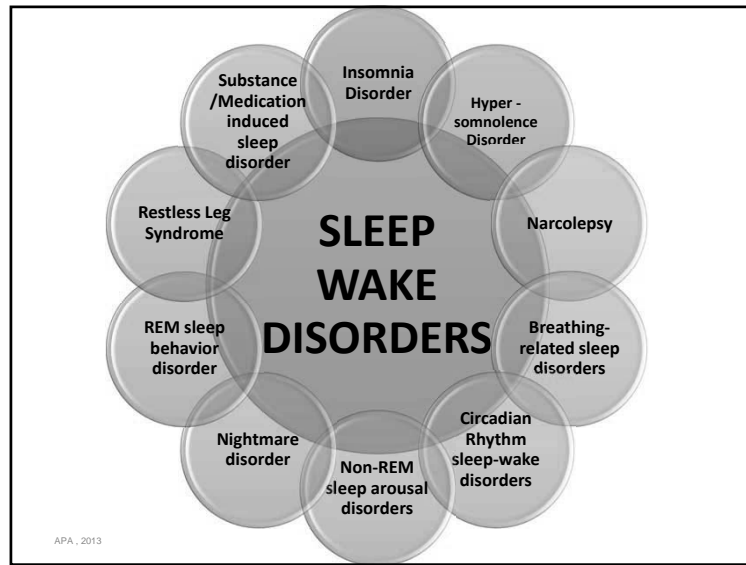 SLEEP
WAKE
DISORDERS
Insomnia
Disorder
Hyper -
somnolence
Disorder
Narcolepsy
Breathing-
related sleep
disorders
Circadian
Rhythm
sleep-wake
disorders
Non-REM
sleep arousal
disorders
Nightmare
disorder
REM sleep
behavior
disorder
Restless Leg
Syndrome
Substance
/Medication
induced
sleep
disorder
APA , 2013